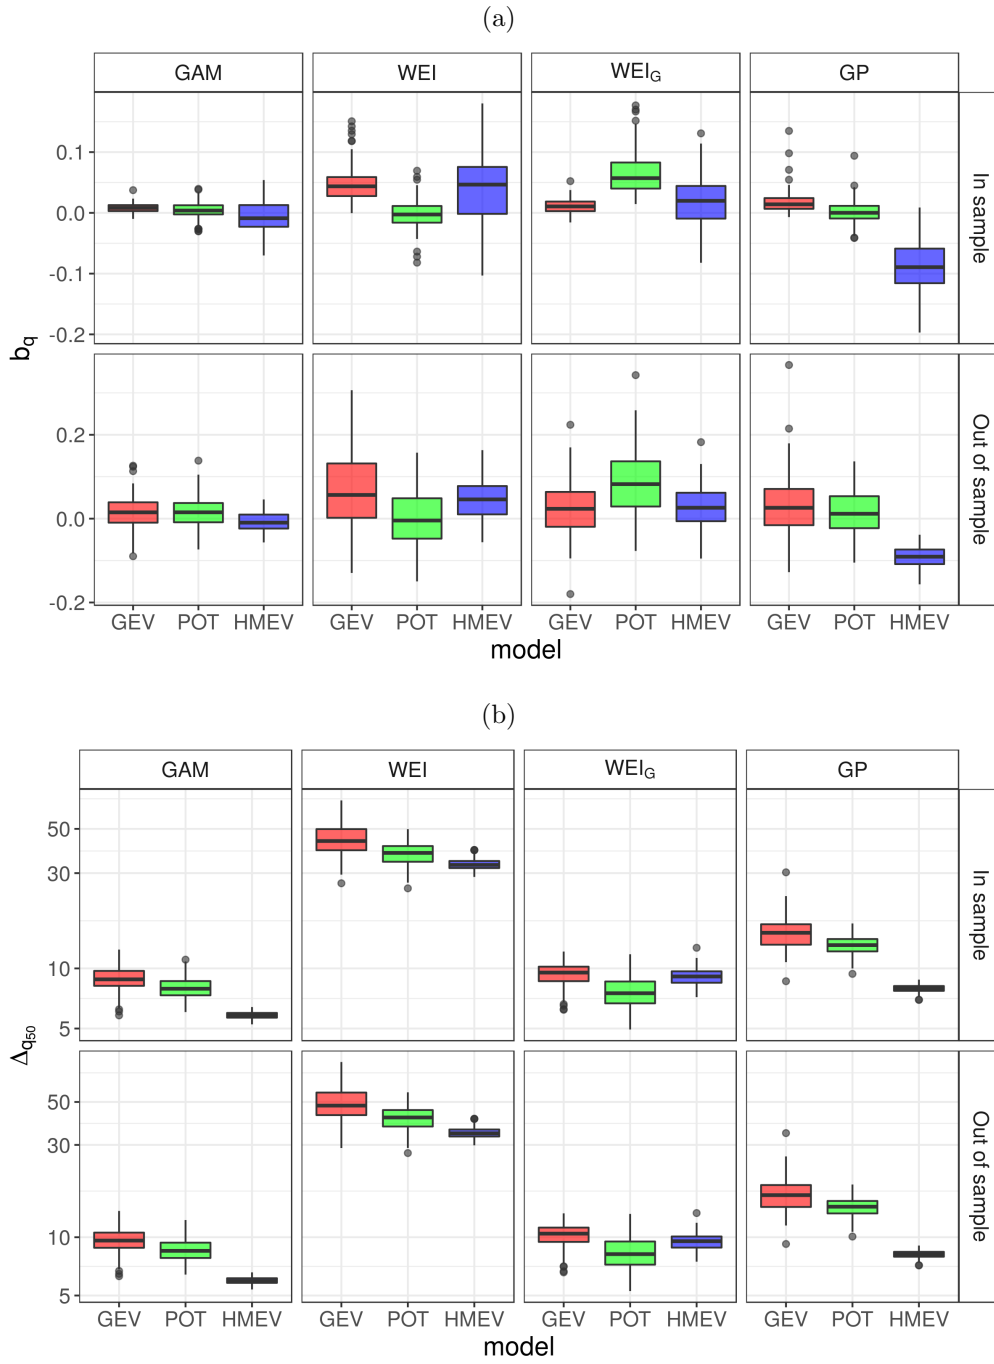 (a)
GAM WEI WEI_G GP
0.1
0.0
-0.1
-0.2
In sample
b_q
0.2
0.0
-0.2
Out of sample
GEV POT HMEV GEV POT HMEV GEV POT HMEV GEV POT HMEV
model
(b)
GAM WEI WEI_G GP
50
30
10
5
In sample
Δ_q50
50
30
10
5
Out of sample
GEV POT HMEV GEV POT HMEV GEV POT HMEV GEV POT HMEV
model